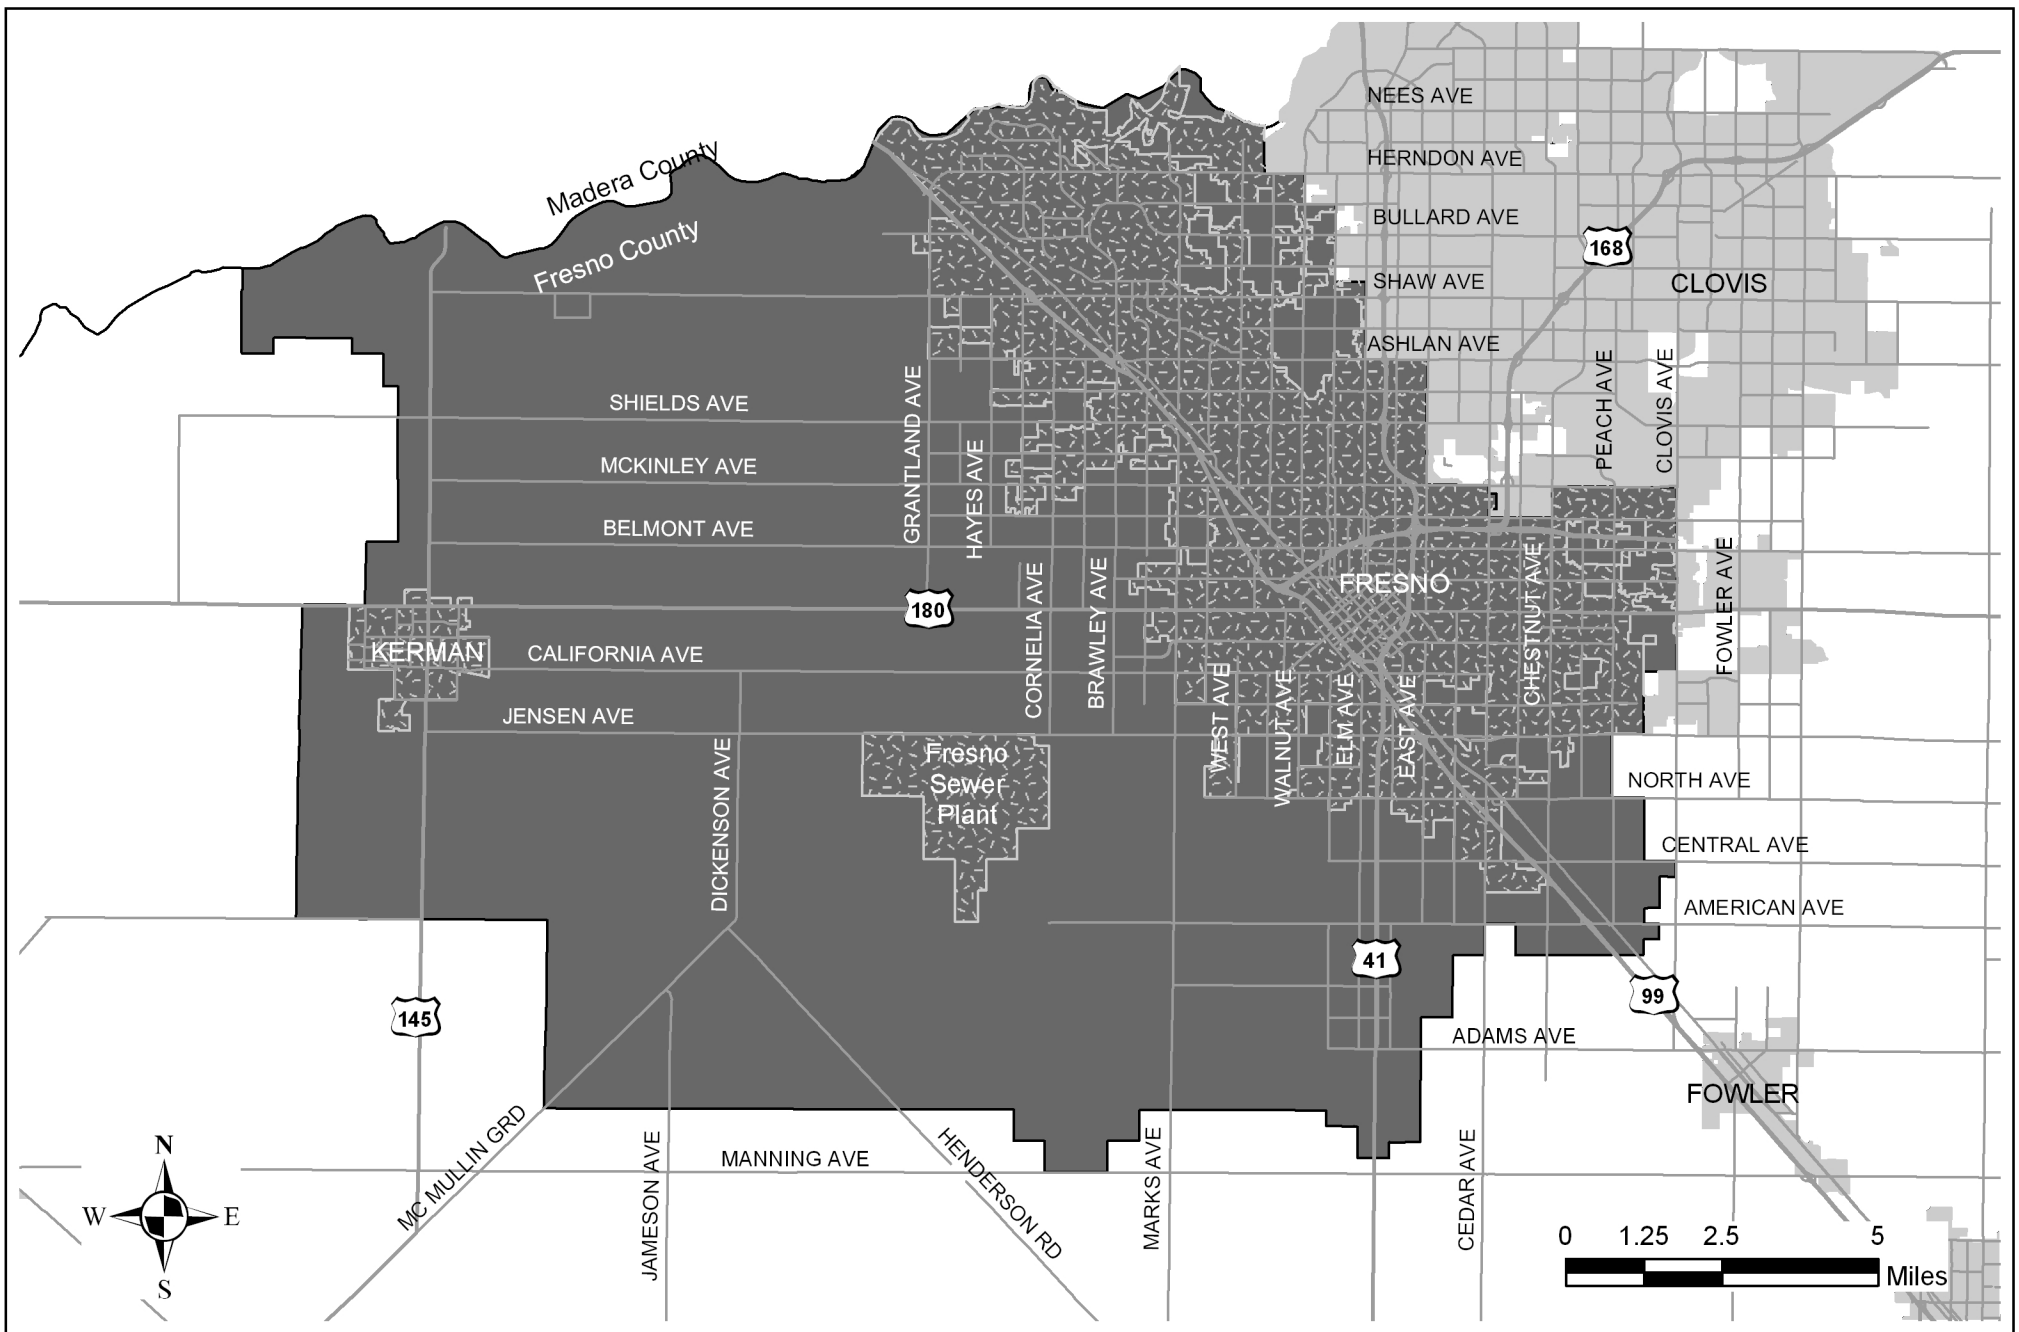 NEES AVE
Madera County
HERNDON AVE
BULLARD AVE
Fresno County
168
SHAW AVE
CLOVIS
ASHLAN AVE
PEACH AVE
CLOVIS AVE
SHIELDS AVE
GRANTLAND AVE
MCKINLEY AVE
HAYES AVE
BELMONT AVE
FRESNO
CHESTNUT AVE
FOWLER AVE
180
CORNELIA AVE
BRAWLEY AVE
KERMAN
CALIFORNIA AVE
JENSEN AVE
WEST AVE
WALNUT AVE
ELM AVE
EAST AVE
Fresno
Sewer
Plant
DICKENSON AVE
NORTH AVE
CENTRAL AVE
AMERICAN AVE
41
99
145
ADAMS AVE
FOWLER
MC MULLIN GRD
JAMESON AVE
MANNING AVE
HENDERSON RD
MARKS AVE
CEDAR AVE
N
W E
S
0 1.25 2.5 5
Miles